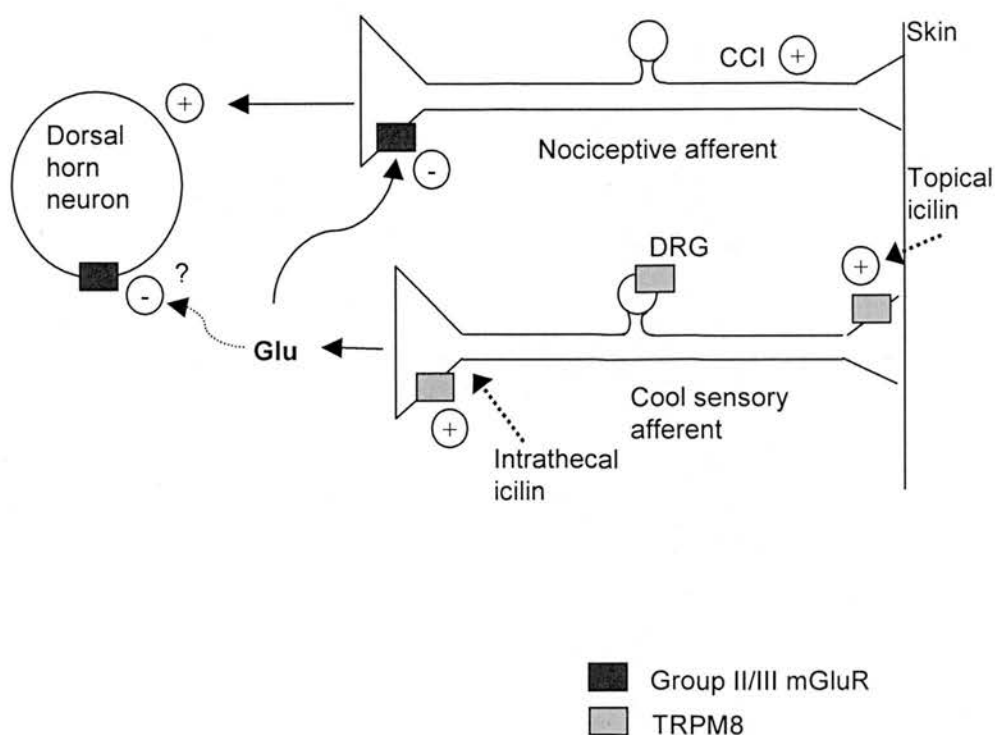 Skin
CCI +
+
Dorsal
horn
neuron
-
Nociceptive afferent
Topical
icilin
DRG
+
?
-
Glu
Cool sensory
afferent
+
Intrathecal
icilin
Group II/III mGluR
TRPM8